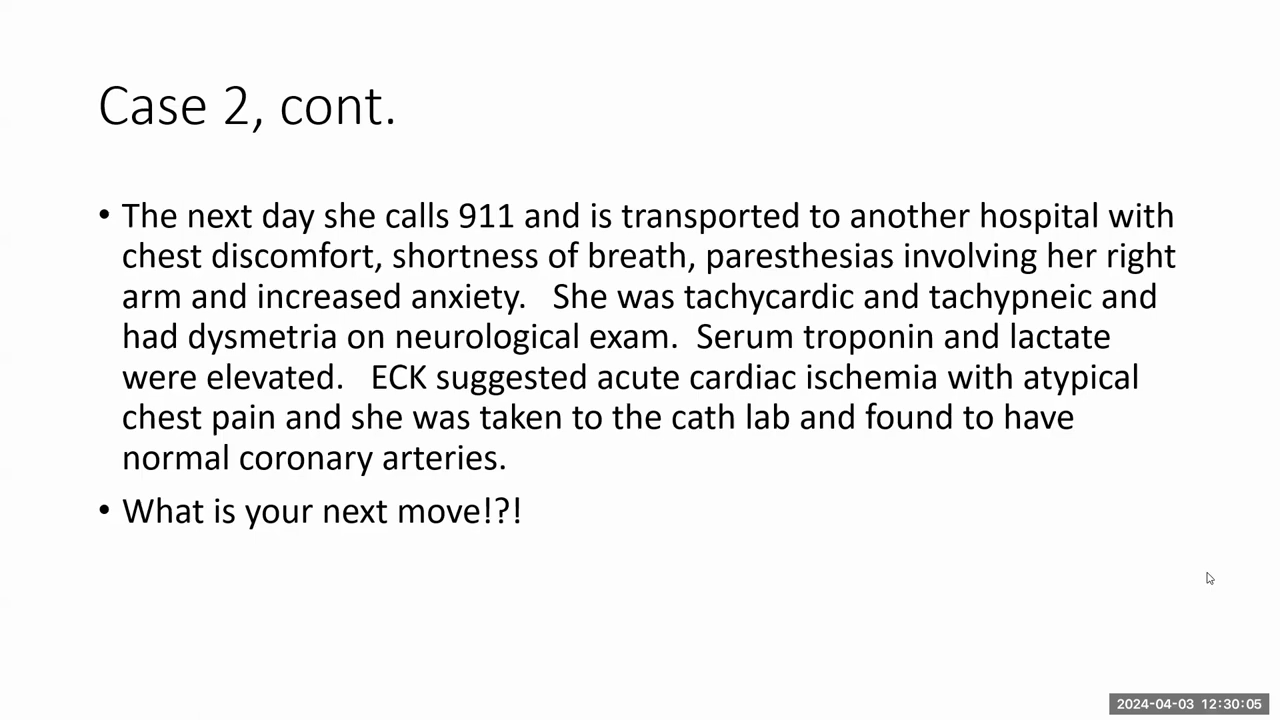 Case 2, cont.
• The next day she calls 911 and is transported to another hospital with
chest discomfort, shortness of breath, paresthesias involving her right
arm and increased anxiety.   She was tachycardic and tachypneic and
had dysmetria on neurological exam.  Serum troponin and lactate
were elevated.   ECK suggested acute cardiac ischemia with atypical
chest pain and she was taken to the cath lab and found to have
normal coronary arteries.
• What is your next move!?!
2024-04-03 12:30:05